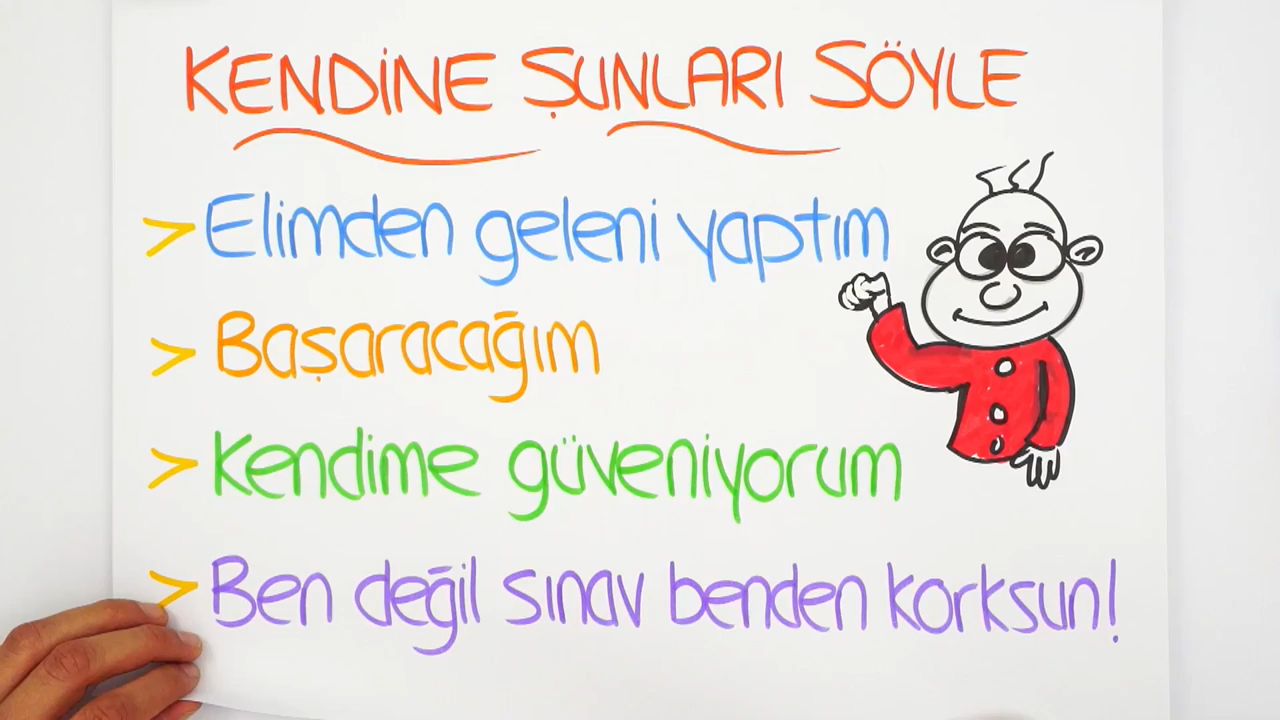 KENDİNE ŞUNLARI SÖYLE
> Elimden geleni yaptım
> Başaracağım
> Kendime güveniyorum
> Ben değil sınav benden korksun!